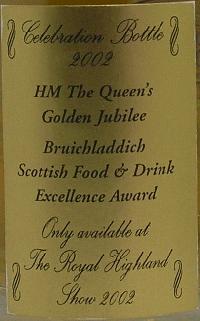 Celebration Bottle
2002
HM The Queen's
Golden Jubilee
Bruichladdich
Scottish Food & Drink
Excellence Award
Only available at
The Royal Highland
Show 2002